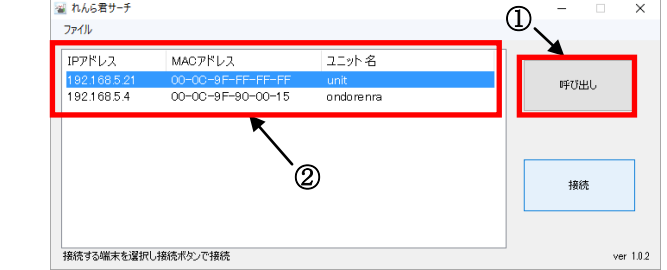 れんら君サーチ
ファイル
①
IPアドレス MACアドレス ユニット名
192.168.5.21 00-0C-9F-FF-FF-FF unit
192.168.5.4 00-0C-9F-90-00-15 ondorenra
呼び出し
②
接続
接続する端末を選択し接続ボタンで接続
ver 1.0.2